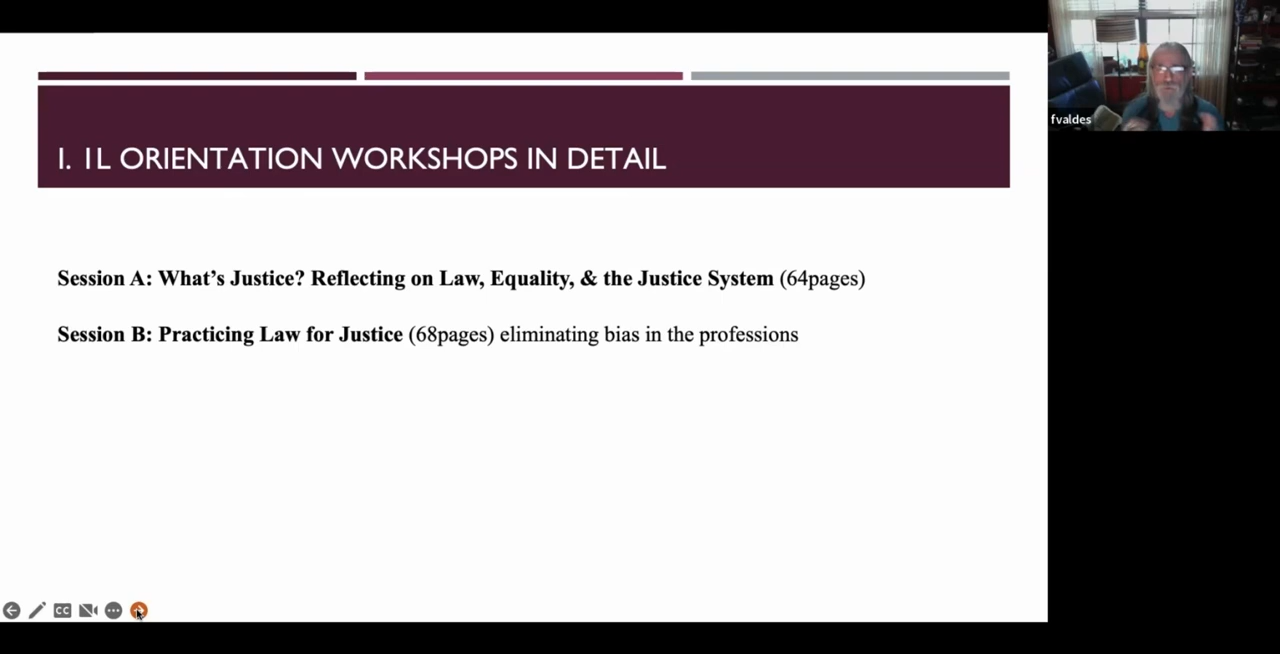 I. 1L ORIENTATION WORKSHOPS IN DETAIL
Session A: What’s Justice? Reflecting on Law, Equality, & the Justice System (64pages)
Session B: Practicing Law for Justice (68pages) eliminating bias in the professions
fvaldes
CC